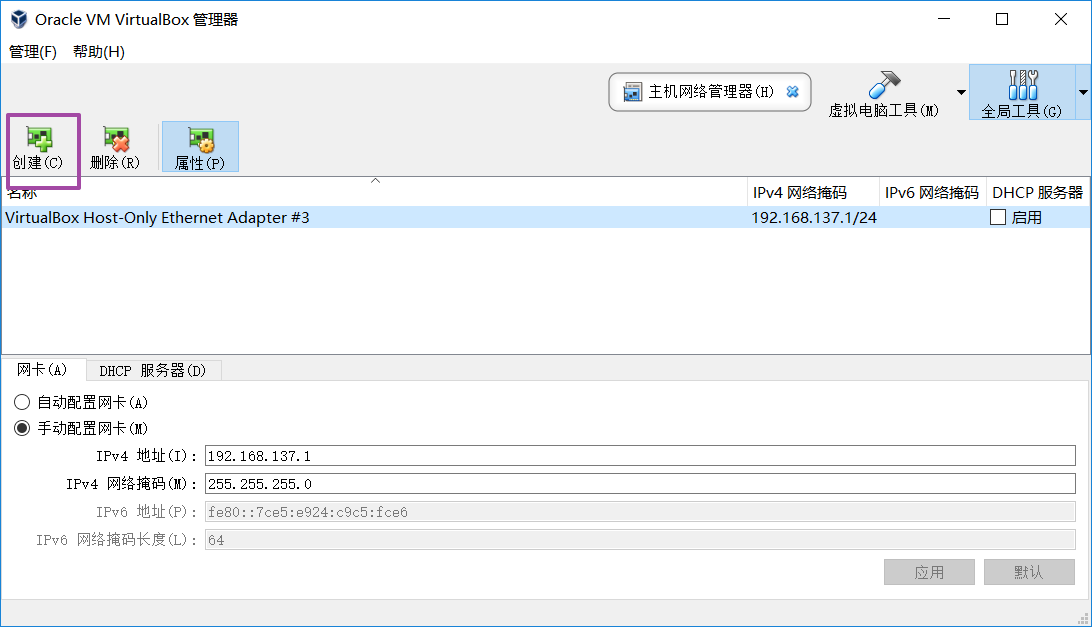 Oracle VM VirtualBox 管理器
管理(F) 帮助(H)
主机网络管理器(H)
虚拟电脑工具(M)
全局工具(G)
创建(C) 删除(R) 属性(P)
名称 IPv4 网络掩码 IPv6 网络掩码 DHCP 服务器
VirtualBox Host-Only Ethernet Adapter #3 192.168.137.1/24 启用
网卡(A) DHCP 服务器(D)
自动配置网卡(A)
手动配置网卡(M)
IPv4 地址(I): 192.168.137.1
IPv4 网络掩码(M): 255.255.255.0
IPv6 地址(P): fe80::7ce5:e924:c9c5:fce6
IPv6 网络掩码长度(L): 64
应用 默认